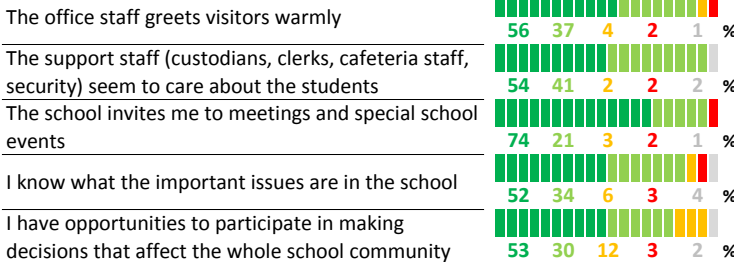 The office staff greets visitors warmly
56 37 4 2 1 %
The support staff (custodians, clerks, cafeteria staff,
security) seem to care about the students
54 41 2 2 2 %
The school invites me to meetings and special school
events
74 21 3 2 1 %
I know what the important issues are in the school
52 34 6 3 4 %
I have opportunities to participate in making
decisions that affect the whole school community
53 30 12 3 2 %